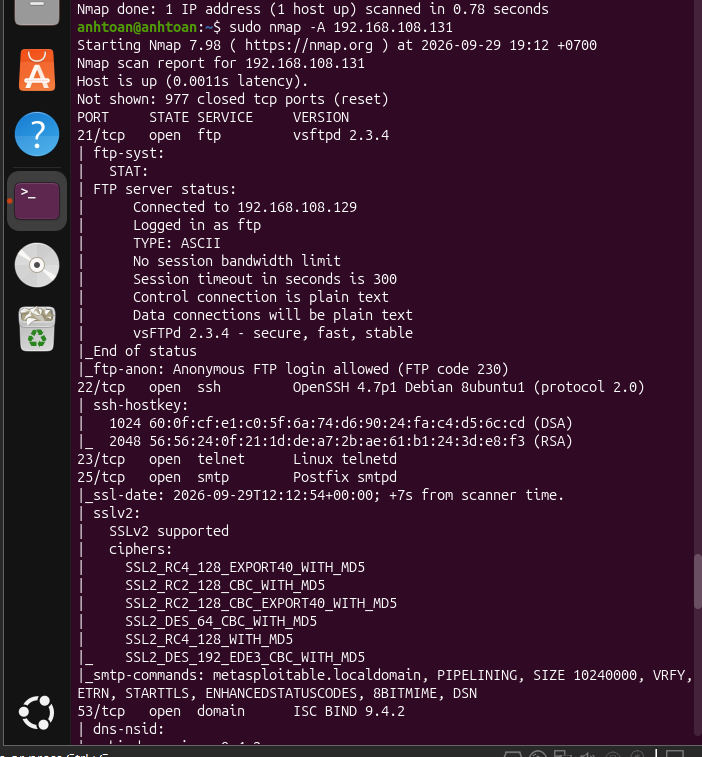 Nmap done: 1 IP address (1 host up) scanned in 0.78 seconds
anhtoan@anhtoan:~$ sudo nmap -A 192.168.108.131
Starting Nmap 7.98 ( https://nmap.org ) at 2026-09-29 19:12 +0700
Nmap scan report for 192.168.108.131
Host is up (0.0011s latency).
Not shown: 977 closed tcp ports (reset)
PORT     STATE SERVICE     VERSION
21/tcp   open  ftp         vsftpd 2.3.4
| ftp-syst:
|   STAT:
| FTP server status:
|      Connected to 192.168.108.129
|      Logged in as ftp
|      TYPE: ASCII
|      No session bandwidth limit
|      Session timeout in seconds is 300
|      Control connection is plain text
|      Data connections will be plain text
|      vsFTPd 2.3.4 - secure, fast, stable
|_End of status
|_ftp-anon: Anonymous FTP login allowed (FTP code 230)
22/tcp   open  ssh         OpenSSH 4.7p1 Debian 8ubuntu1 (protocol 2.0)
| ssh-hostkey:
|   1024 60:0f:cf:e1:c0:5f:6a:74:d6:90:24:fa:c4:d5:6c:cd (DSA)
|_  2048 56:56:24:0f:21:1d:de:a7:2b:ae:61:b1:24:3d:e8:f3 (RSA)
23/tcp   open  telnet      Linux telnetd
25/tcp   open  smtp        Postfix smtpd
|_ssl-date: 2026-09-29T12:12:54+00:00; +7s from scanner time.
| sslv2:
|   SSLv2 supported
|   ciphers:
|     SSL2_RC4_128_EXPORT40_WITH_MD5
|     SSL2_RC2_128_CBC_WITH_MD5
|     SSL2_RC2_128_CBC_EXPORT40_WITH_MD5
|     SSL2_DES_64_CBC_WITH_MD5
|     SSL2_RC4_128_WITH_MD5
|_    SSL2_DES_192_EDE3_CBC_WITH_MD5
|_smtp-commands: metasploitable.localdomain, PIPELINING, SIZE 10240000, VRFY,
ETRN, STARTTLS, ENHANCEDSTATUSCODES, 8BITMIME, DSN
53/tcp   open  domain      ISC BIND 9.4.2
| dns-nsid: